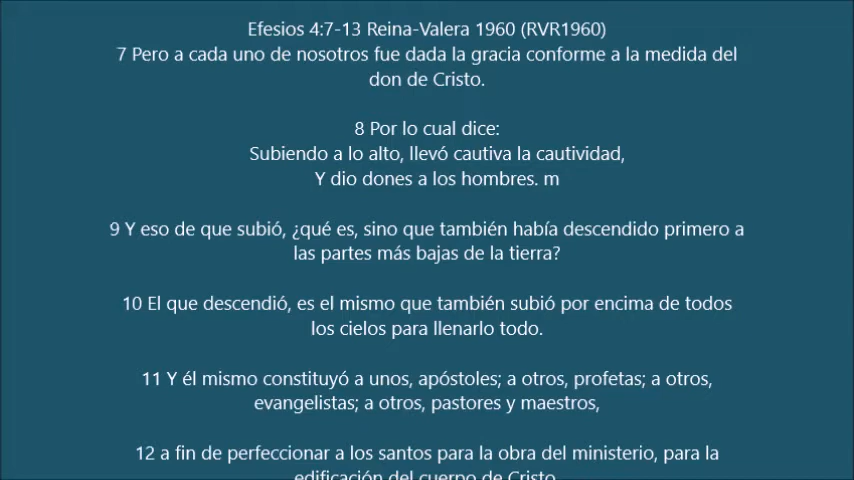 Efesios 4:7-13 Reina-Valera 1960 (RVR1960)
7 Pero a cada uno de nosotros fue dada la gracia conforme a la medida del
don de Cristo.
8 Por lo cual dice:
Subiendo a lo alto, llevó cautiva la cautividad,
Y dio dones a los hombres. m
9 Y eso de que subió, ¿qué es, sino que también había descendido primero a
las partes más bajas de la tierra?
10 El que descendió, es el mismo que también subió por encima de todos
los cielos para llenarlo todo.
11 Y él mismo constituyó a unos, apóstoles; a otros, profetas; a otros,
evangelistas; a otros, pastores y maestros,
12 a fin de perfeccionar a los santos para la obra del ministerio, para la
edificación del cuerpo de Cristo